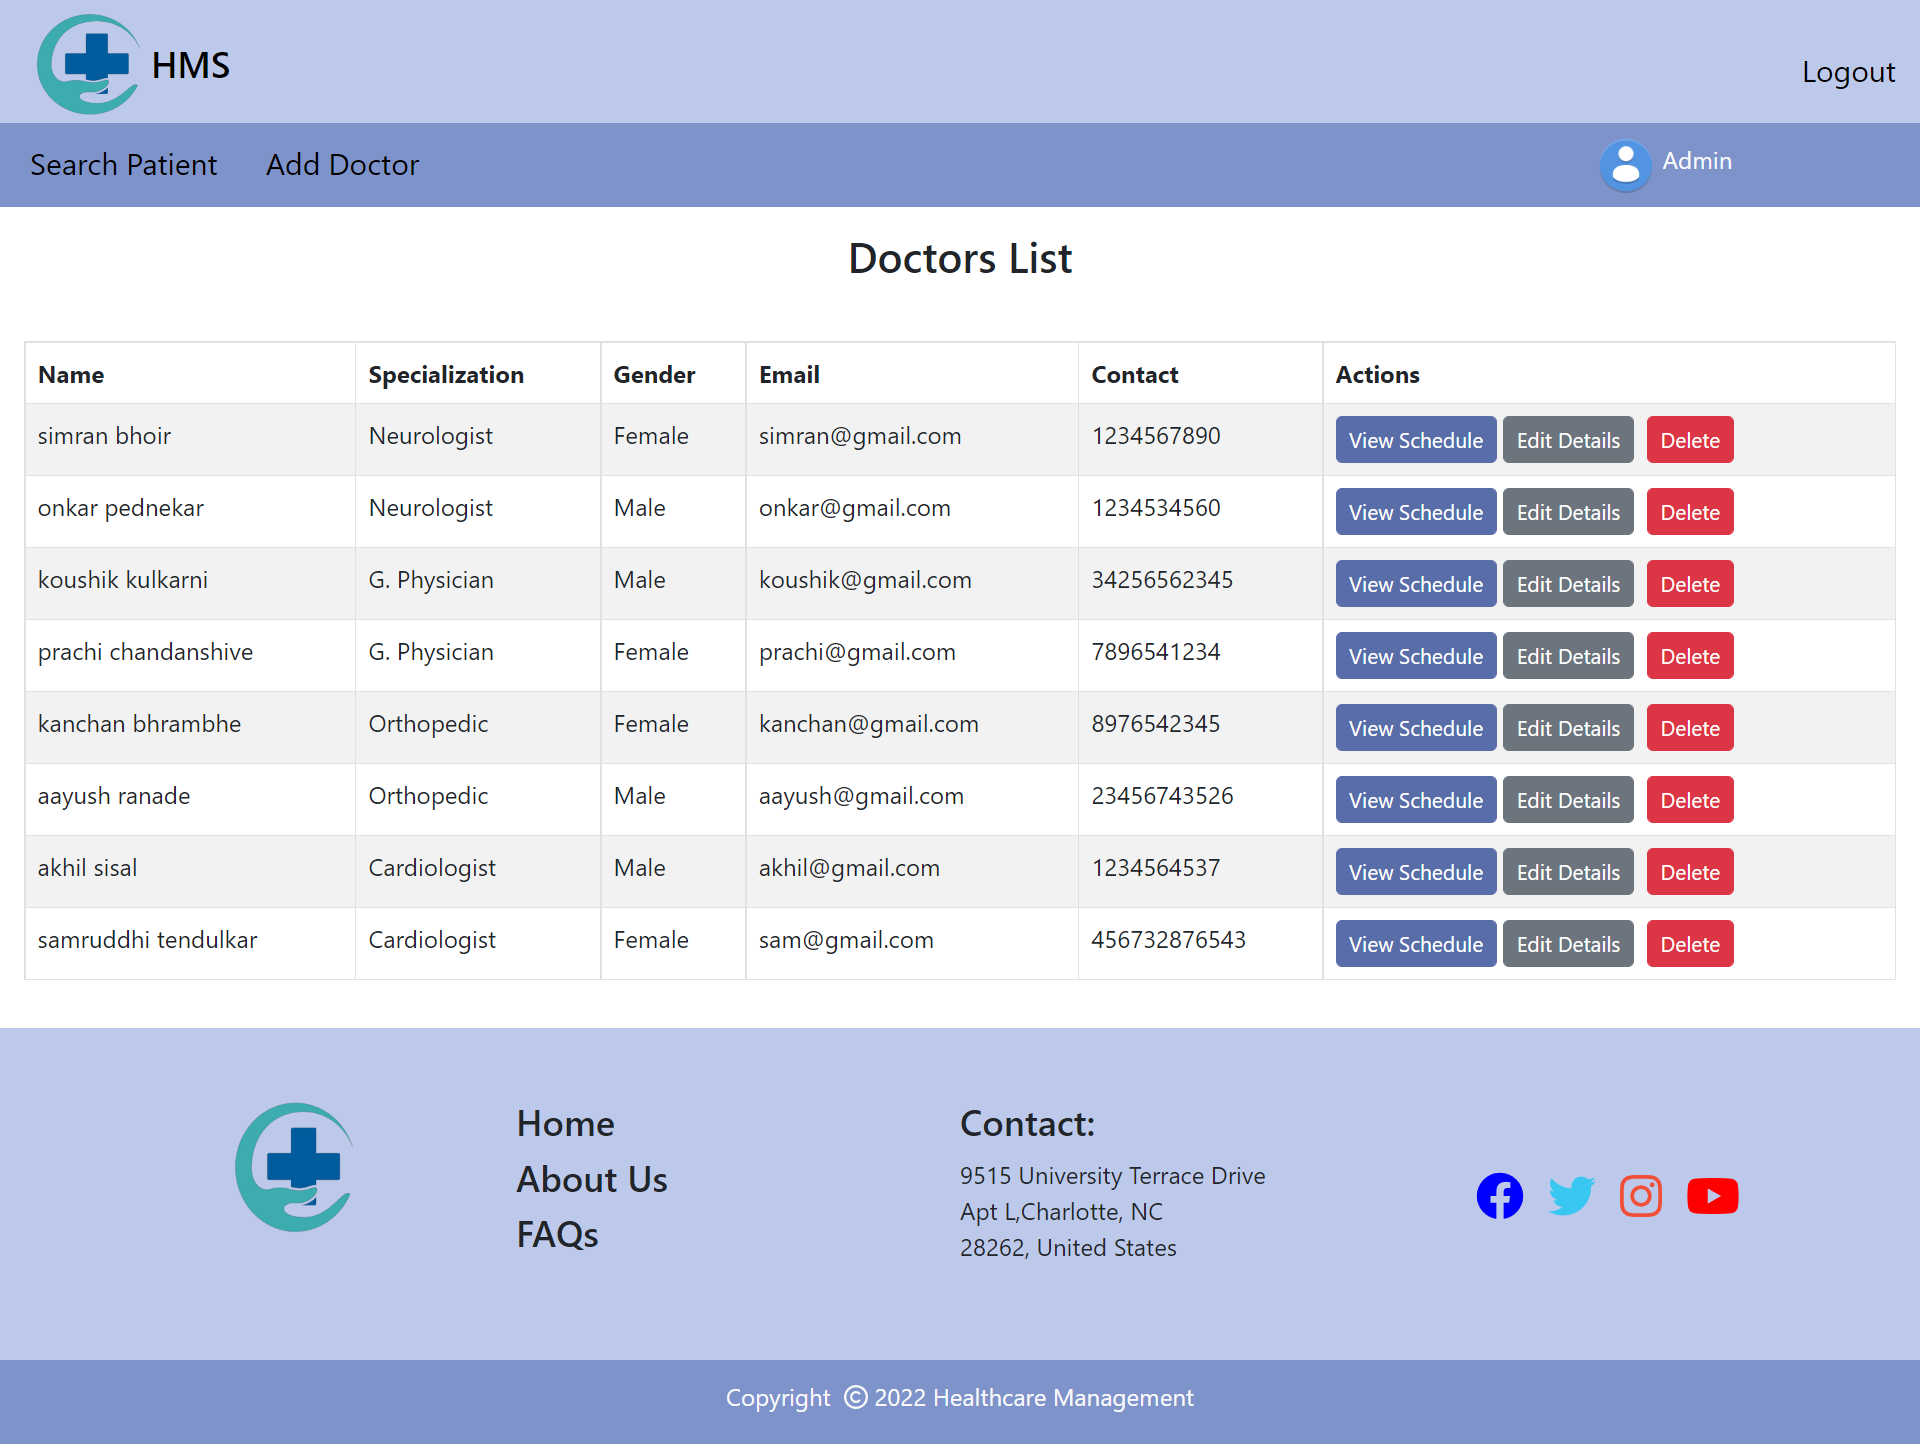 HMS
Logout
Search Patient Add Doctor Admin
Doctors List
Name Specialization Gender Email Contact Actions
simran bhoir Neurologist Female simran@gmail.com 1234567890 View Schedule Edit Details Delete
onkar pednekar Neurologist Male onkar@gmail.com 1234534560 View Schedule Edit Details Delete
koushik kulkarni G. Physician Male koushik@gmail.com 34256562345 View Schedule Edit Details Delete
prachi chandanshive G. Physician Female prachi@gmail.com 7896541234 View Schedule Edit Details Delete
kanchan bhrambhe Orthopedic Female kanchan@gmail.com 8976542345 View Schedule Edit Details Delete
aayush ranade Orthopedic Male aayush@gmail.com 23456743526 View Schedule Edit Details Delete
akhil sisal Cardiologist Male akhil@gmail.com 1234564537 View Schedule Edit Details Delete
samruddhi tendulkar Cardiologist Female sam@gmail.com 456732876543 View Schedule Edit Details Delete
Home
About Us
FAQs
Contact:
9515 University Terrace Drive
Apt L,Charlotte, NC
28262, United States
Copyright © 2022 Healthcare Management